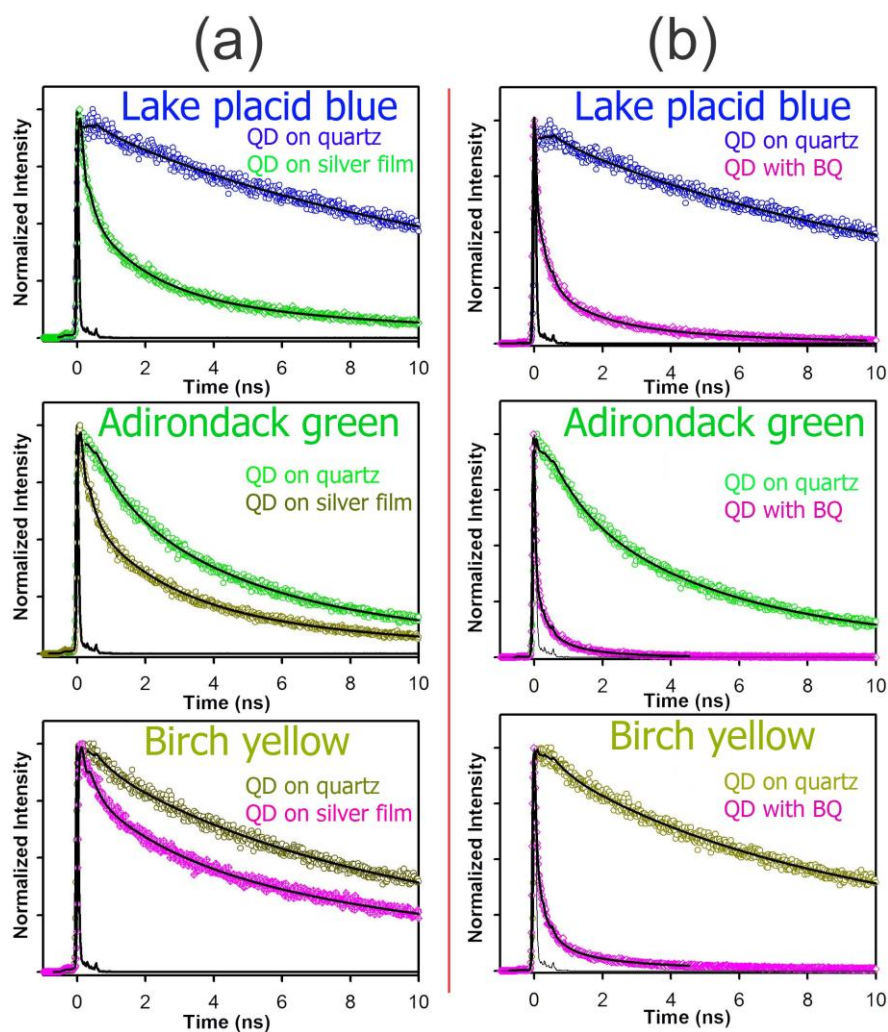 (a)
Lake placid blue
QD on quartz
QD on silver film
Normalized Intensity
0 2 4 6 8 10
Time (ns)
Adirondack green
QD on quartz
QD on silver film
Normalized Intensity
0 2 4 6 8 10
Time (ns)
Birch yellow
QD on quartz
QD on silver film
Normalized Intensity
0 2 4 6 8 10
Time (ns)
(b)
Lake placid blue
QD on quartz
QD with BQ
Normalized Intensity
0 2 4 6 8 10
Time (ns)
Adirondack green
QD on quartz
QD with BQ
Normalized Intensity
0 2 4 6 8 10
Time (ns)
Birch yellow
QD on quartz
QD with BQ
Normalized Intensity
0 2 4 6 8 10
Time (ns)